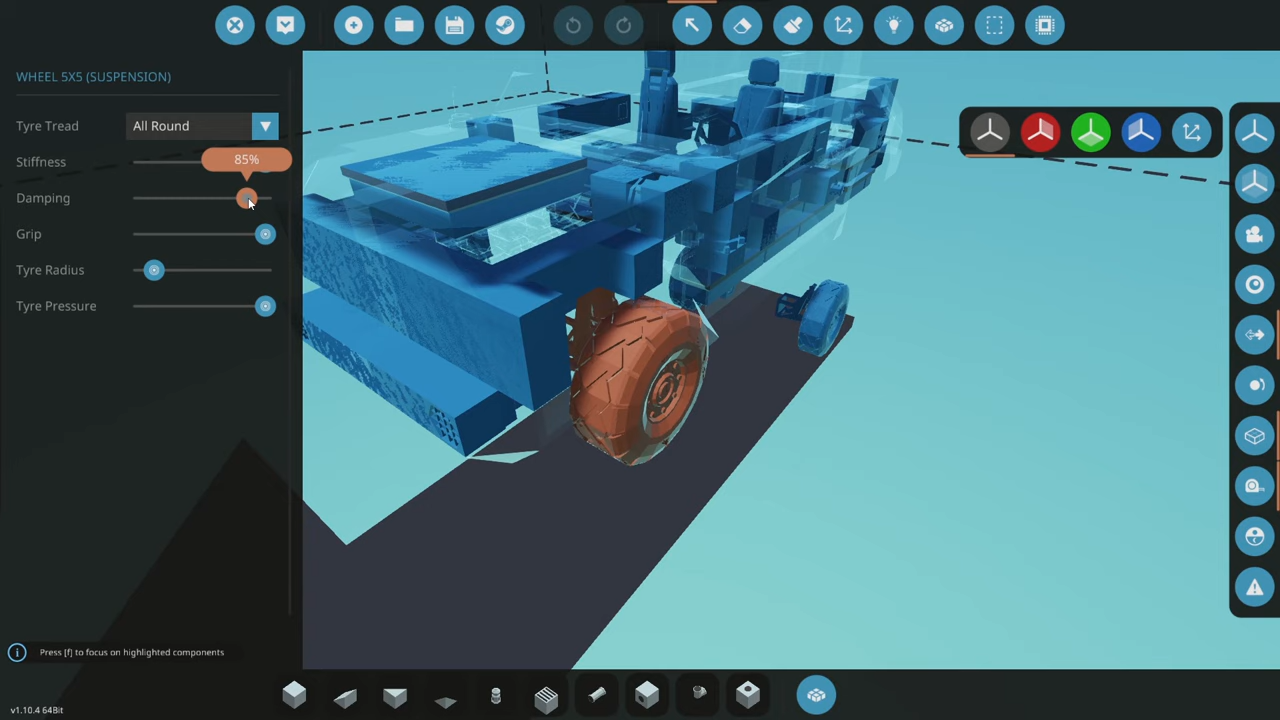 WHEEL 5X5 (SUSPENSION)
Tyre Tread
All Round
Stiffness
85%
Damping
Grip
Tyre Radius
Tyre Pressure
Press [f] to focus on highlighted components
v1.10.4 64Bit